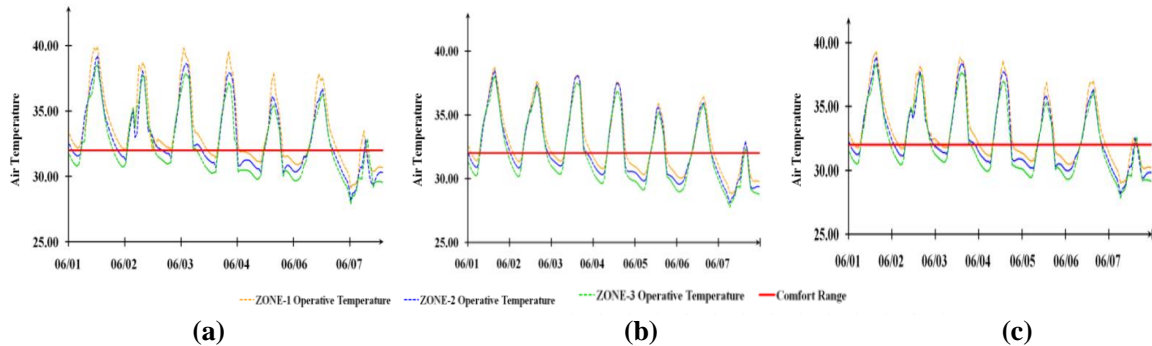 Air Temperature
40.00
35.00
30.00
25.00
06/01 06/02 06/03 06/04 06/06 06/07
Air Temperature
40.00
35.00
30.00
25.00
06/01 06/02 06/03 06/04 06/05 06/06 06/07
Air Temperature
40.00
35.00
30.00
25.00
06/01 06/02 06/03 06/04 06/05 06/06 06/07
ZONE-1 Operative Temperature ZONE-2 Operative Temperature ZONE-3 Operative Temperature Comfort Range
(a) (b) (c)